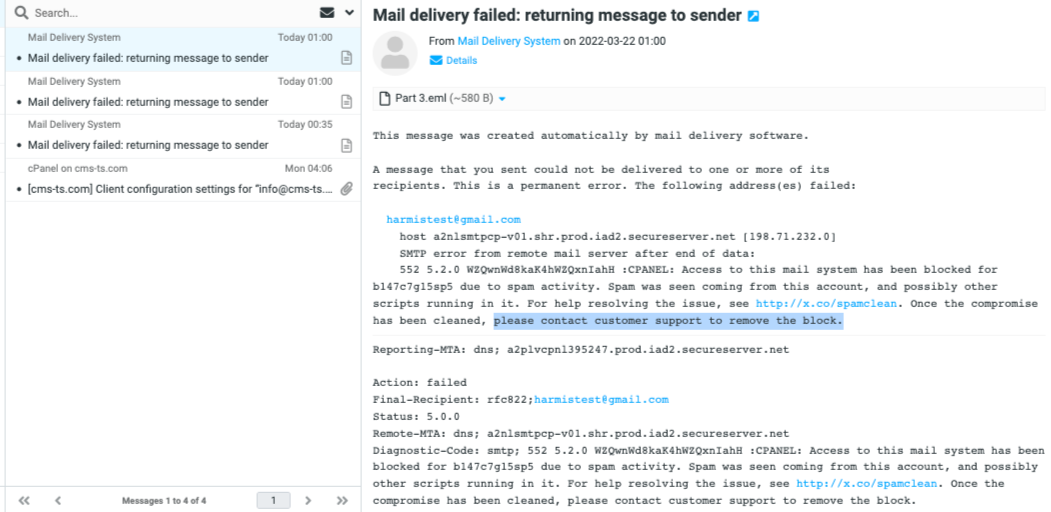 Search...
Mail Delivery System Today 01:00
• Mail delivery failed: returning message to sender
Mail Delivery System Today 01:00
• Mail delivery failed: returning message to sender
Mail Delivery System Today 00:35
• Mail delivery failed: returning message to sender
cPanel on cms-ts.com Mon 04:06
• [cms-ts.com] Client configuration settings for “info@cms-ts....
Messages 1 to 4 of 4
1
Mail delivery failed: returning message to sender
From Mail Delivery System on 2022-03-22 01:00
Details
Part 3.eml (~580 B)
This message was created automatically by mail delivery software.
A message that you sent could not be delivered to one or more of its
recipients. This is a permanent error. The following address(es) failed:
harmistest@gmail.com
host a2nlsmtpcp-v01.shr.prod.iad2.secureserver.net [198.71.232.0]
SMTP error from remote mail server after end of data:
552 5.2.0 WZQwnWd8kaK4hWZQxnIahH :CPANEL: Access to this mail system has been blocked for
b147c7gl5sp5 due to spam activity. Spam was seen coming from this account, and possibly other
scripts running in it. For help resolving the issue, see http://x.co/spamclean. Once the compromise
has been cleaned, please contact customer support to remove the block.
Reporting-MTA: dns; a2plvcpnl395247.prod.iad2.secureserver.net
Action: failed
Final-Recipient: rfc822;harmistest@gmail.com
Status: 5.0.0
Remote-MTA: dns; a2nlsmtpcp-v01.shr.prod.iad2.secureserver.net
Diagnostic-Code: smtp; 552 5.2.0 WZQwnWd8kaK4hWZQxnIahH :CPANEL: Access to this mail system has been
blocked for b147c7gl5sp5 due to spam activity. Spam was seen coming from this account, and possibly
other scripts running in it. For help resolving the issue, see http://x.co/spamclean. Once the
compromise has been cleaned, please contact customer support to remove the block.